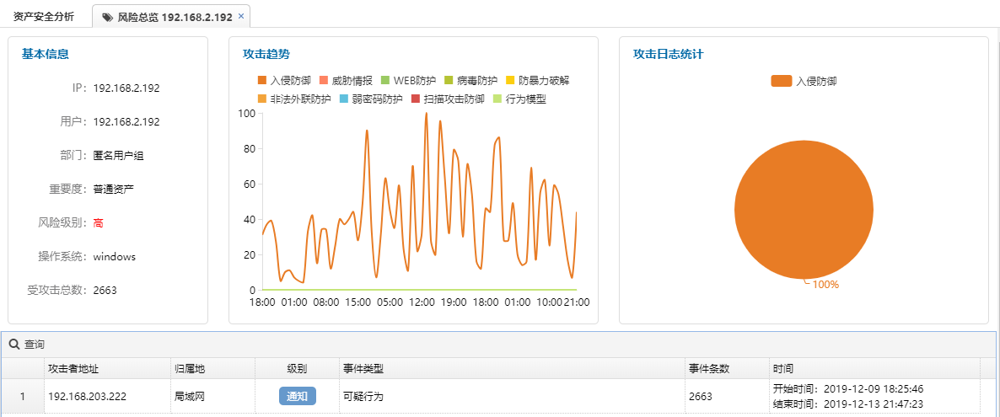 资产安全分析 风险总览 192.168.2.192 ×
基本信息
IP： 192.168.2.192
用户： 192.168.2.192
部门： 匿名用户组
重要度： 普通资产
风险级别： 高
操作系统： windows
受攻击总数： 2663
攻击趋势
入侵防御 威胁情报 WEB防护 病毒防护 防暴力破解
非法外联防护 弱密码防护 扫描攻击防御 行为模型
100
80
60
40
20
0
18:00 01:00 08:00 15:00 05:00 12:00 19:00 18:00 01:00 10:00 21:00
攻击日志统计
入侵防御
100%
查询
攻击者地址 归属地 级别 事件类型 事件条数 时间
1 192.168.203.222 局域网 通知 可疑行为 2663 开始时间：2019-12-09 18:25:46
结束时间：2019-12-13 21:47:23